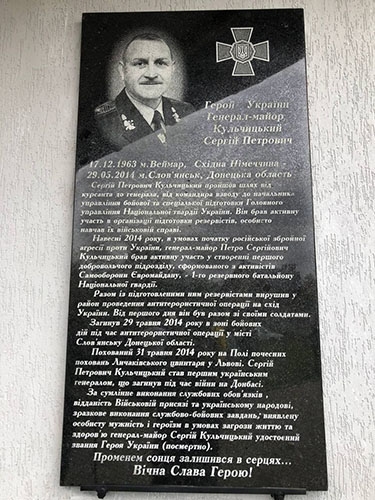 Герой України
Генерал-майор
Кульчицький
Сергій Петрович
17.12.1963 м.Веймар, Східна Німеччина -
29.05.2014 м.Слов'янськ, Донецька область
Сергій Петрович Кульчицький пройшов шлях від
курсанта до генерала, від командира взводу до начальника
управління бойової та спеціальної підготовки Головного
управління Національної гвардії України. Він брав активну
участь в організації підготовки резервістів, особисто
навчав їх військовій справі.
Навесні 2014 року, в умовах початку російської збройної
агресії проти України, генерал-майор Петро Сергійович
Кульчицький брав активну участь у створенні першого
добровольчого підрозділу, сформованого з активістів
Самооборони Євромайдану, - 1-го резервного батальйону
Національної гвардії.
Разом із підготовленими ним резервістами вирушив у
район проведення антитерористичної операції на схід
України. Від першого дня він був разом зі своїми солдатами.
Загинув 29 травня 2014 року в зоні бойових
дій під час антитерористичної операції у місті
Слов'янську Донецької області.
Похований 31 травня 2014 року на Полі почесних
поховань Личаківського цвинтаря у Львові. Сергій
Петрович Кульчицький став першим українським
генералом, що загинув під час війни на Донбасі.
За сумлінне виконання службових обов'язків,
відданість Військовій присязі та українському народові,
зразкове виконання службово-бойових завдань, виявлену
особисту мужність і героїзм в умовах загрози життю та
здоров'ю генерал-майор Сергій Кульчицький удостоєний
звання Героя України (посмертно).
Променем сонця залишився в серцях...
Вічна Слава Герою!